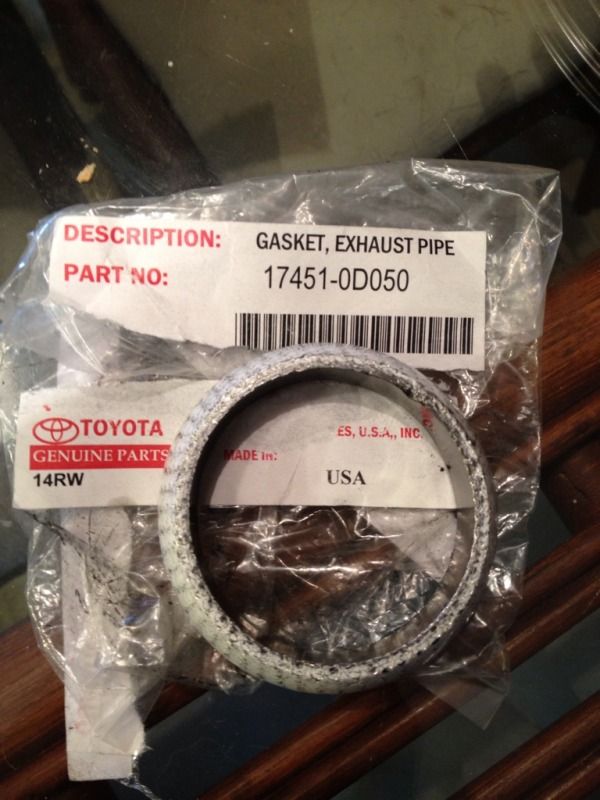 DESCRIPTION: GASKET, EXHAUST PIPE
PART NO: 17451-0D050
TOYOTA
GENUINE PARTS
14RW
ES, U.S.A., INC.
MADE IN:
USA